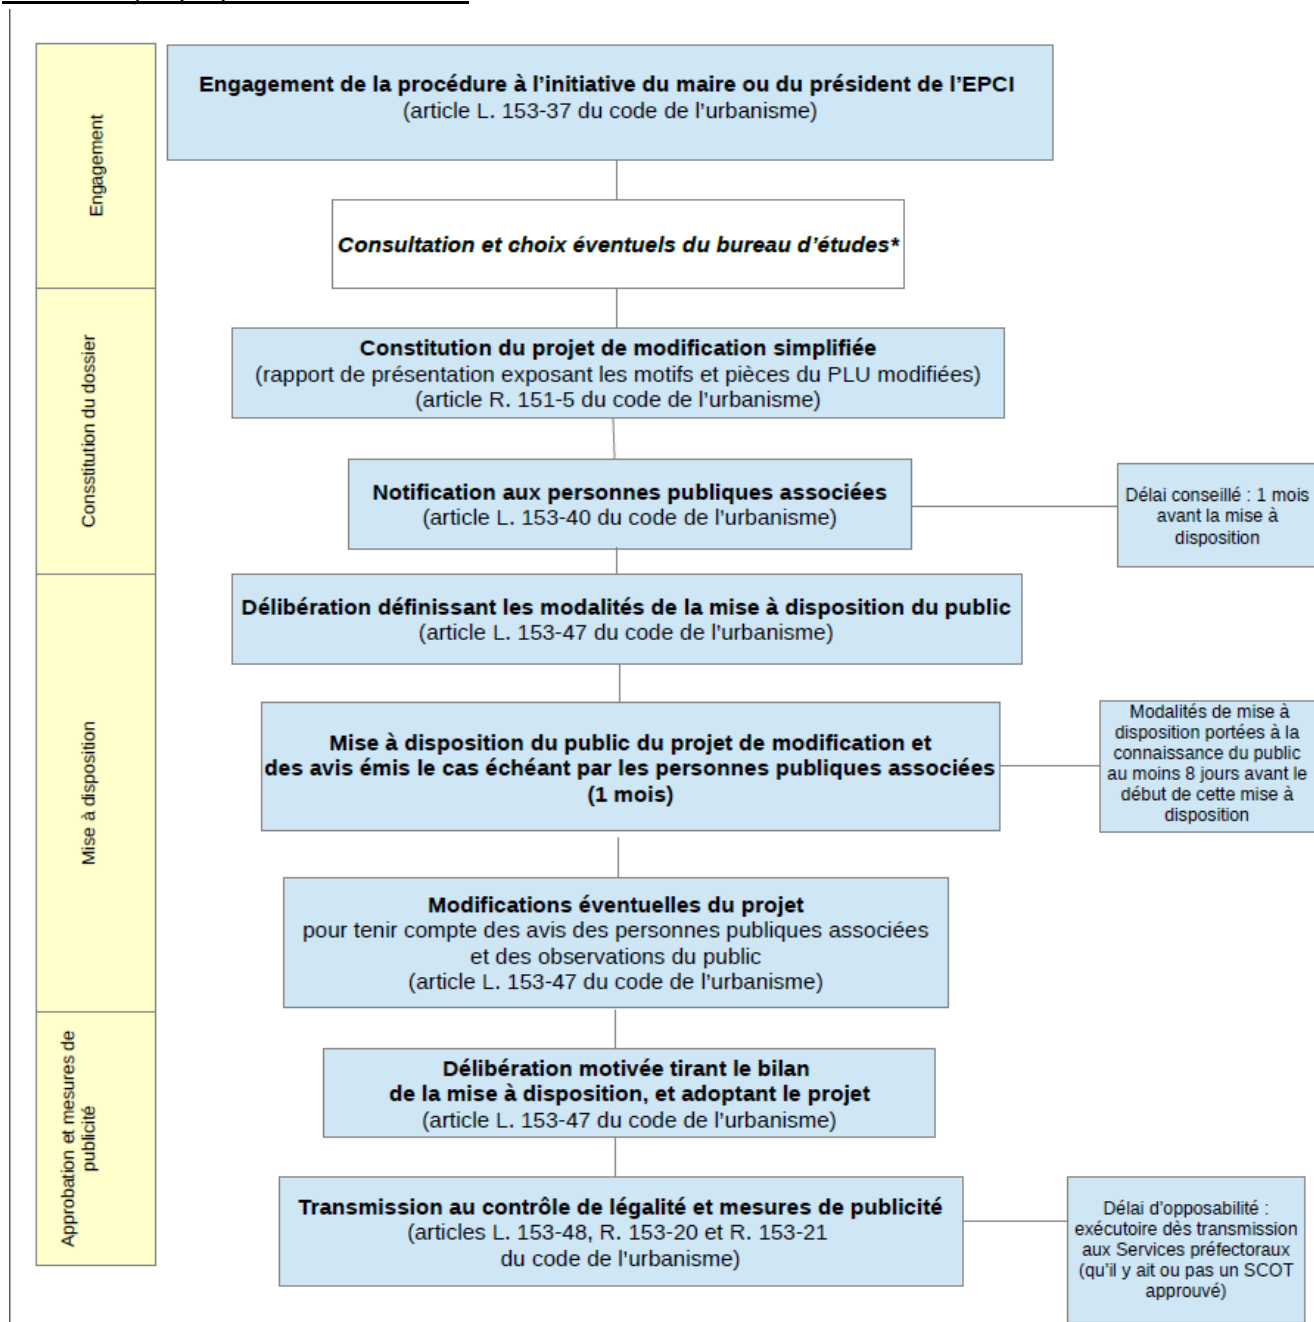 Engagement
Engagement de la procédure à l'initiative du maire ou du président de l'EPCI
(article L. 153-37 du code de l'urbanisme)
Consultation et choix éventuels du bureau d'études*
Consstitution du dossier
Constitution du projet de modification simplifiée
(rapport de présentation exposant les motifs et pièces du PLU modifiées)
(article R. 151-5 du code de l'urbanisme)
Notification aux personnes publiques associées
(article L. 153-40 du code de l'urbanisme)
Délai conseillé : 1 mois
avant la mise à
disposition
Mise à disposition
Délibération définissant les modalités de la mise à disposition du public
(article L. 153-47 du code de l'urbanisme)
Mise à disposition du public du projet de modification et
des avis émis le cas échéant par les personnes publiques associées
(1 mois)
Modalités de mise à
disposition portées à la
connaissance du public
au moins 8 jours avant le
début de cette mise à
disposition
Modifications éventuelles du projet
pour tenir compte des avis des personnes publiques associées
et des observations du public
(article L. 153-47 du code de l'urbanisme)
Approbation et mesures de
publicité
Délibération motivée tirant le bilan
de la mise à disposition, et adoptant le projet
(article L. 153-47 du code de l'urbanisme)
Transmission au contrôle de légalité et mesures de publicité
(articles L. 153-48, R. 153-20 et R. 153-21
du code de l'urbanisme)
Délai d'opposabilité :
exécutoire dès transmission
aux Services préfectoraux
(qu'il y ait ou pas un SCOT
approuvé)